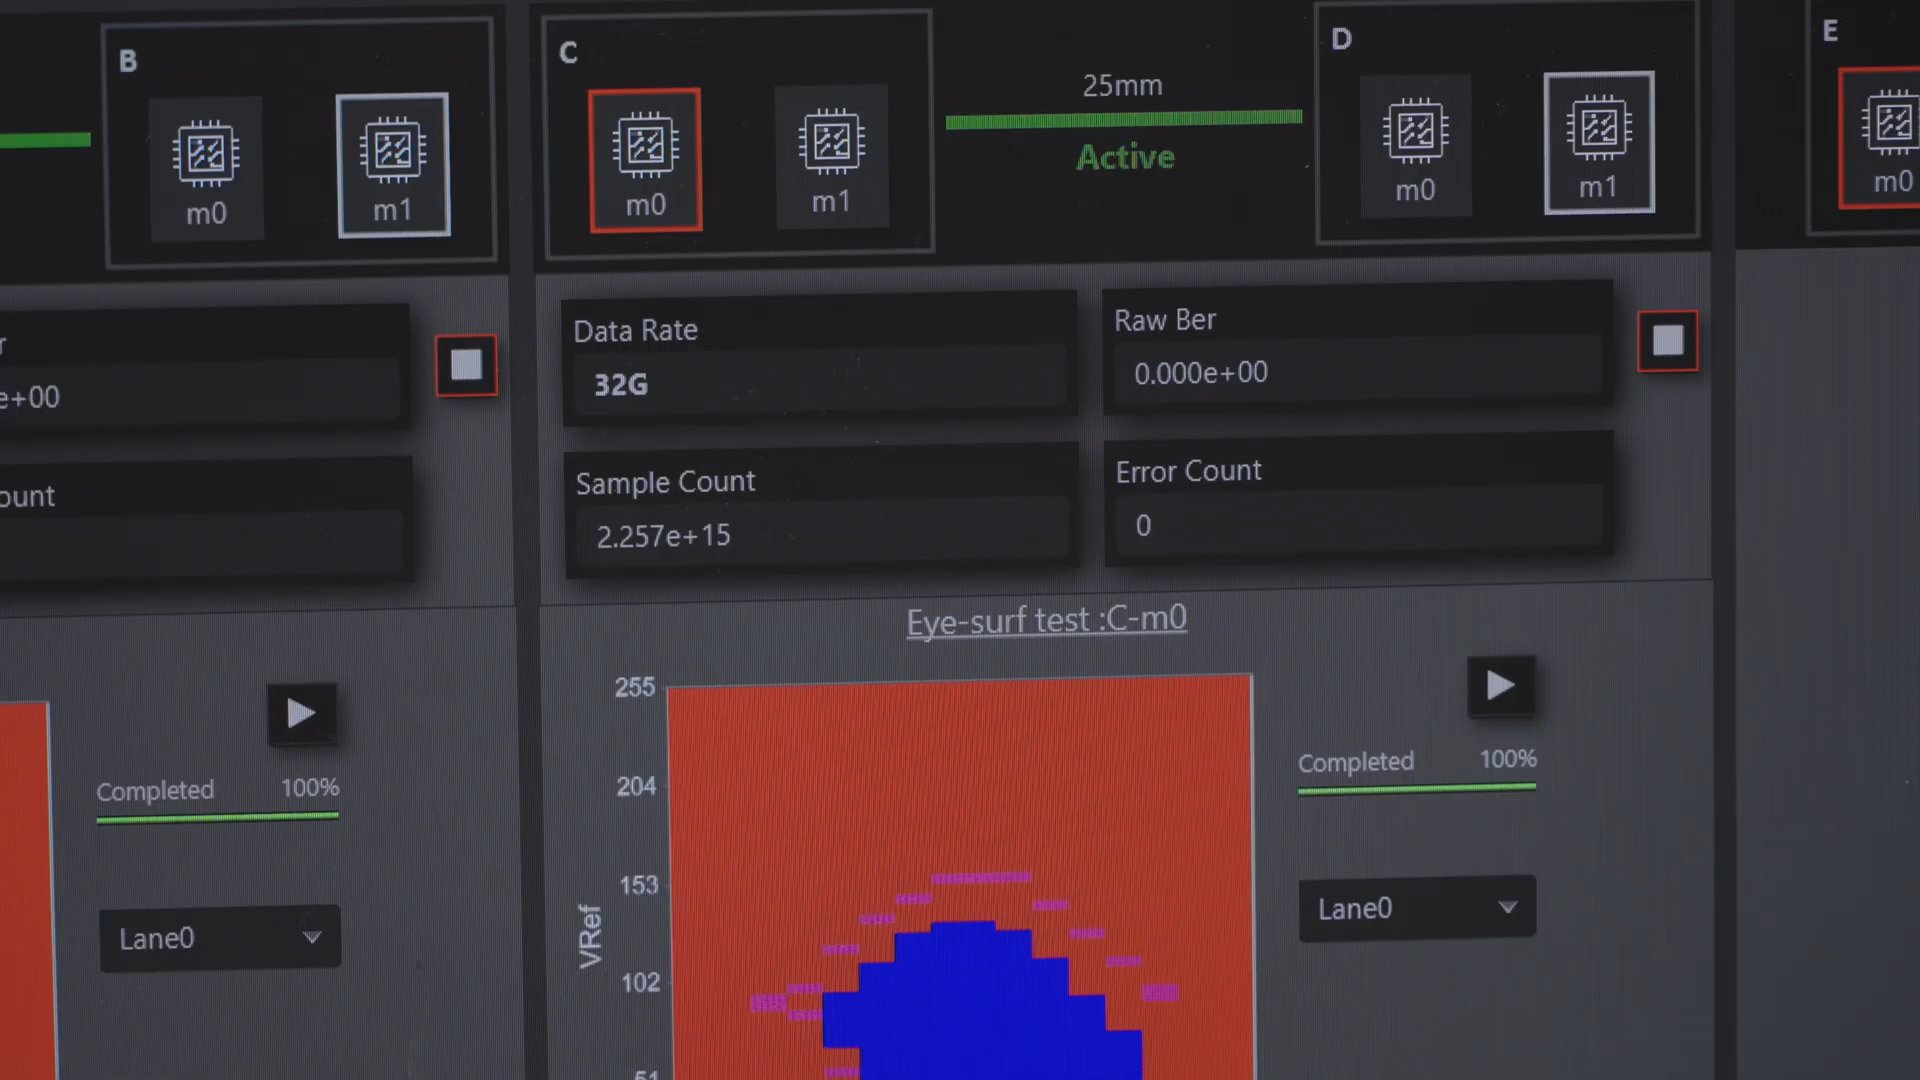 B
m0
m1
C
m0
m1
25mm
Active
D
m0
m1
E
m0
r
e+00
ount
Data Rate
32G
Raw Ber
0.000e+00
Sample Count
2.257e+15
Error Count
0
Eye-surf test :C-m0
255
204
153
102
51
VRef
Completed 100%
Lane0
Completed 100%
Lane0